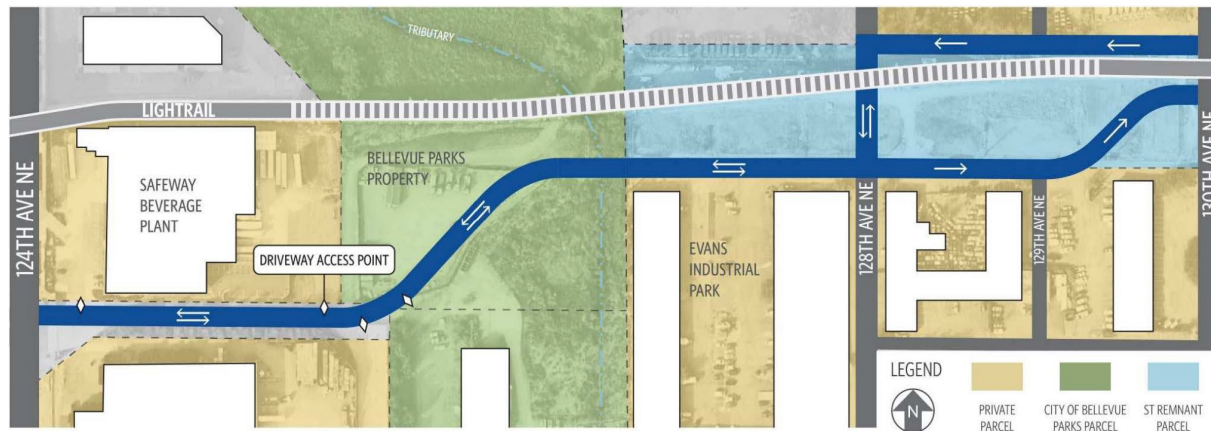 TRIBUTARY
LIGHTRAIL
BELLEVUE PARKS
PROPERTY
SAFEWAY
BEVERAGE
PLANT
124TH AVE NE
DRIVEWAY ACCESS POINT
EVANS
INDUSTRIAL
PARK
128TH AVE NE
129TH AVE NE
130TH AVE NE
LEGEND
N
PRIVATE
PARCEL
CITY OF BELLEVUE
PARKS PARCEL
ST REMNANT
PARCEL